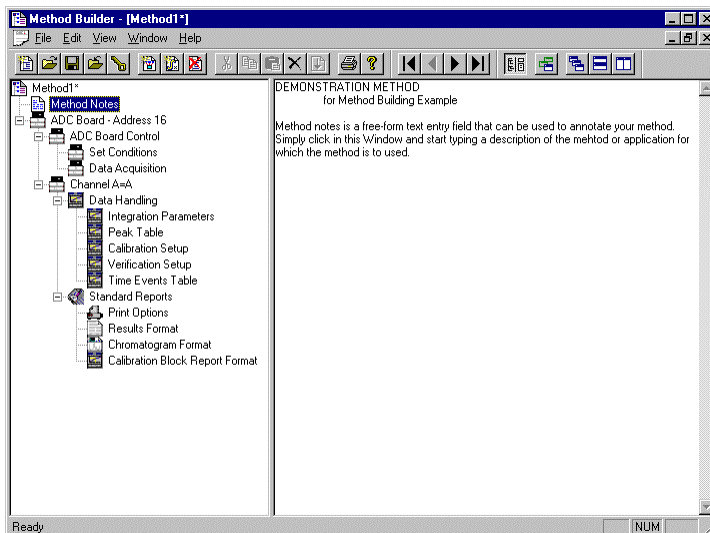 Method Builder - [Method1*]
File Edit View Window Help
Method1*
Method Notes
ADC Board - Address 16
ADC Board Control
Set Conditions
Data Acquisition
Channel A=A
Data Handling
Integration Parameters
Peak Table
Calibration Setup
Verification Setup
Time Events Table
Standard Reports
Print Options
Results Format
Chromatogram Format
Calibration Block Report Format
DEMONSTRATION METHOD
for Method Building Example
Method notes is a free-form text entry field that can be used to annotate your method.
Simply click in this Window and start typing a description of the mehtod or application for
which the method is to used.
Ready
NUM